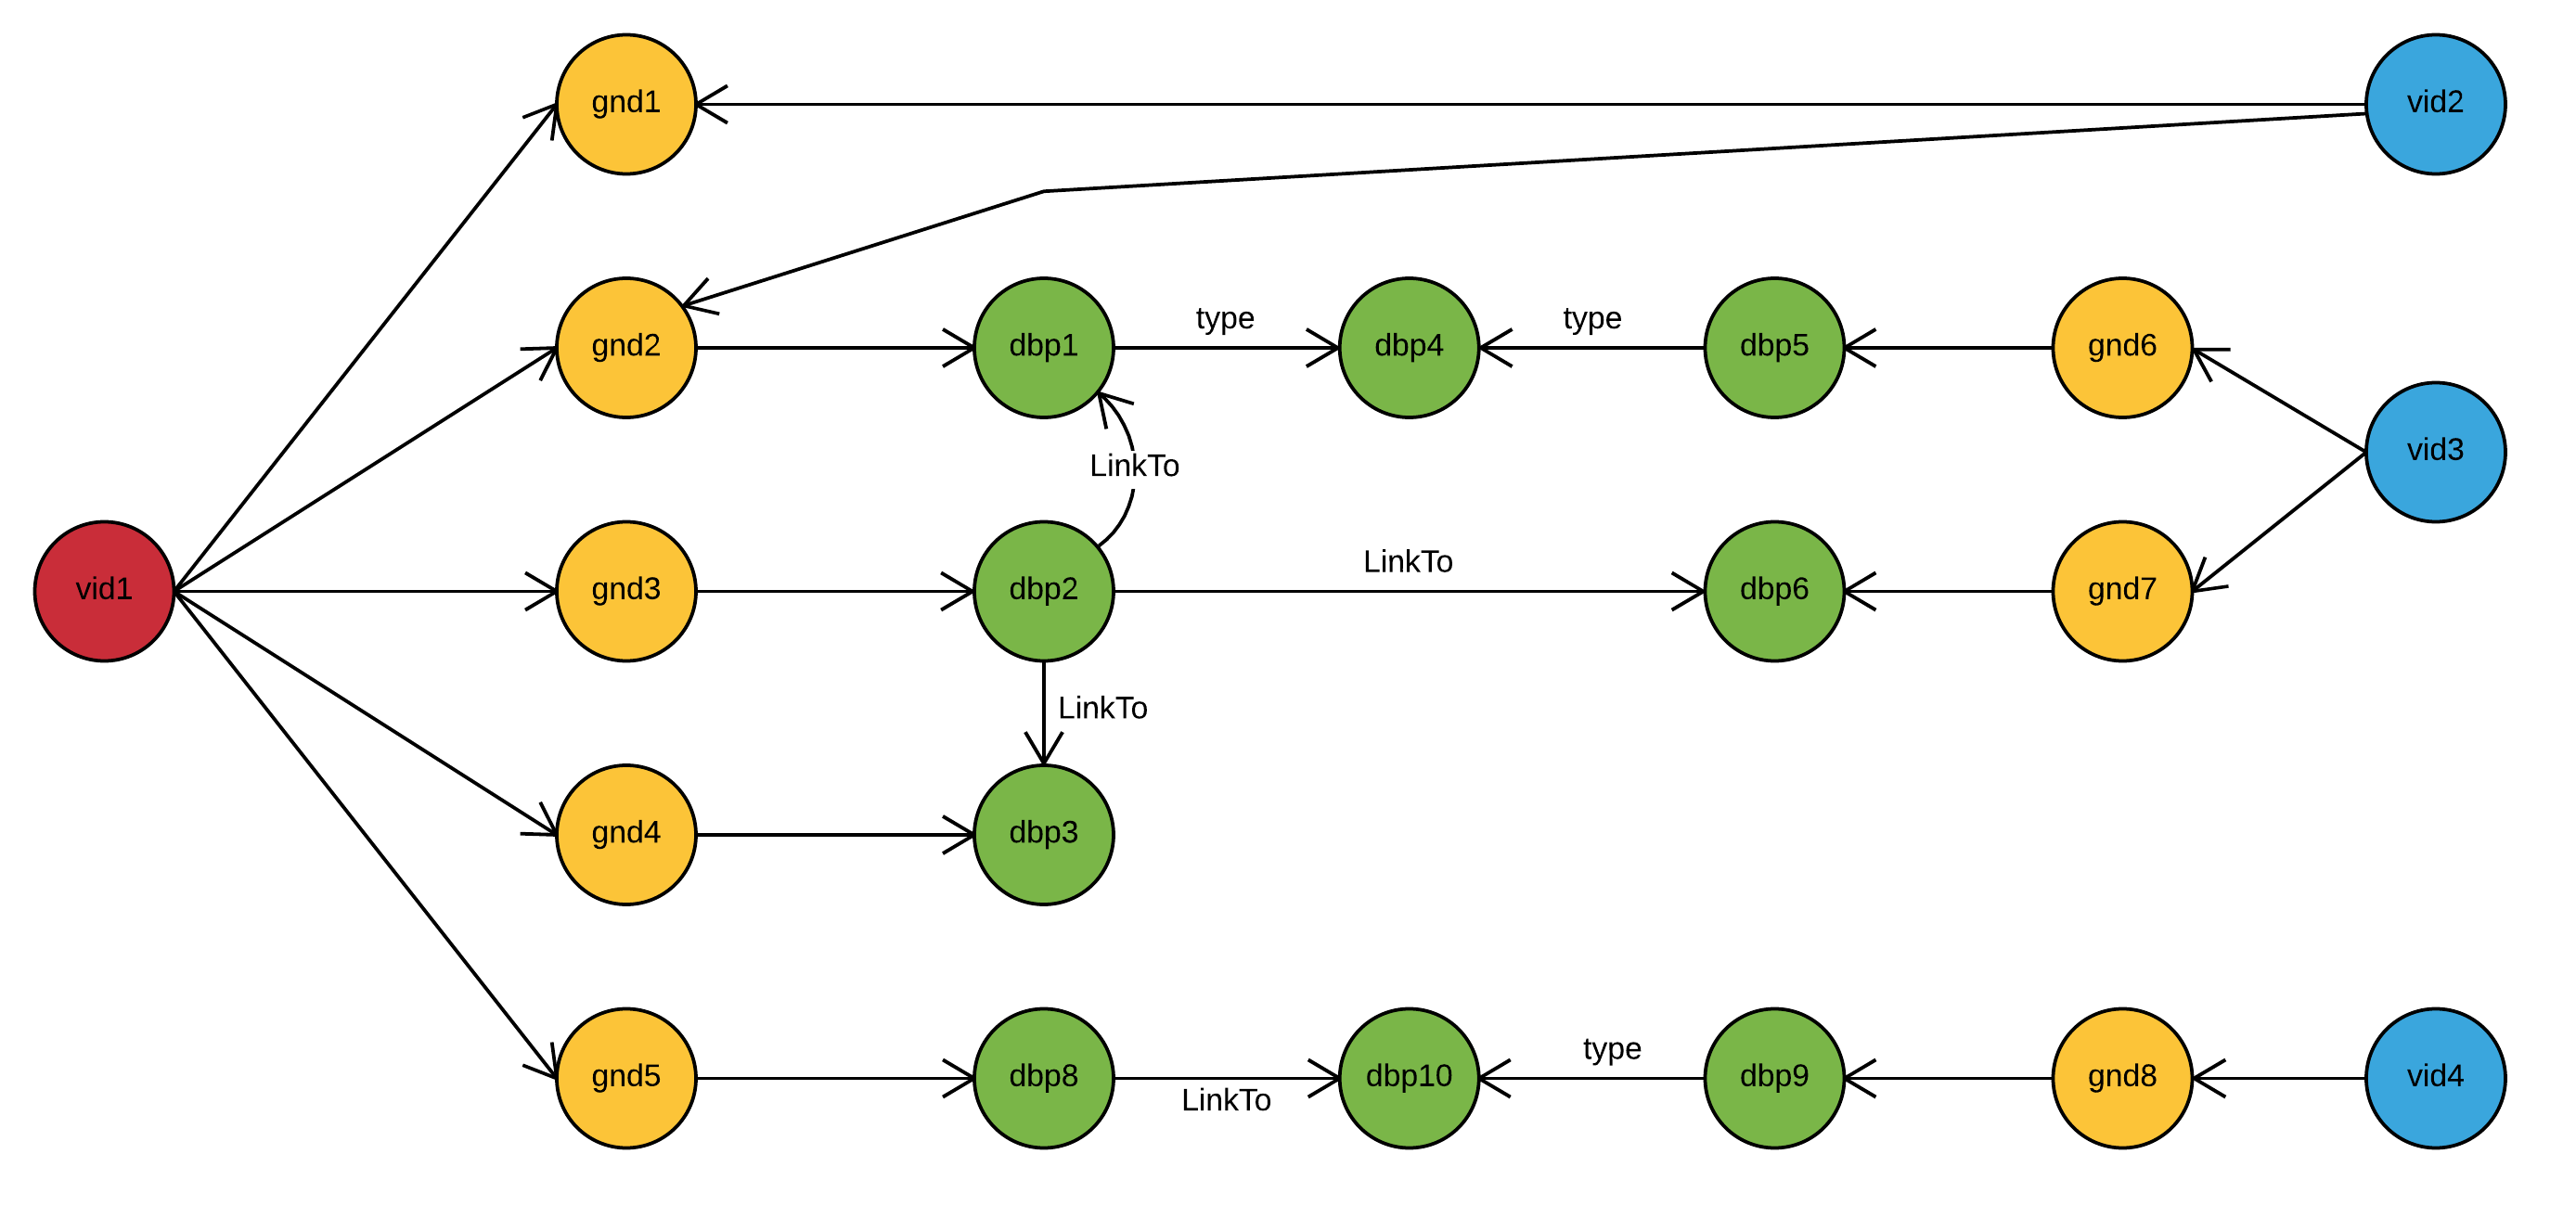 gnd1
vid2
gnd2
dbp1
type
dbp4
type
dbp5
gnd6
vid3
LinkTo
vid1
gnd3
dbp2
LinkTo
dbp6
gnd7
LinkTo
gnd4
dbp3
gnd5
dbp8
LinkTo
dbp10
type
dbp9
gnd8
vid4